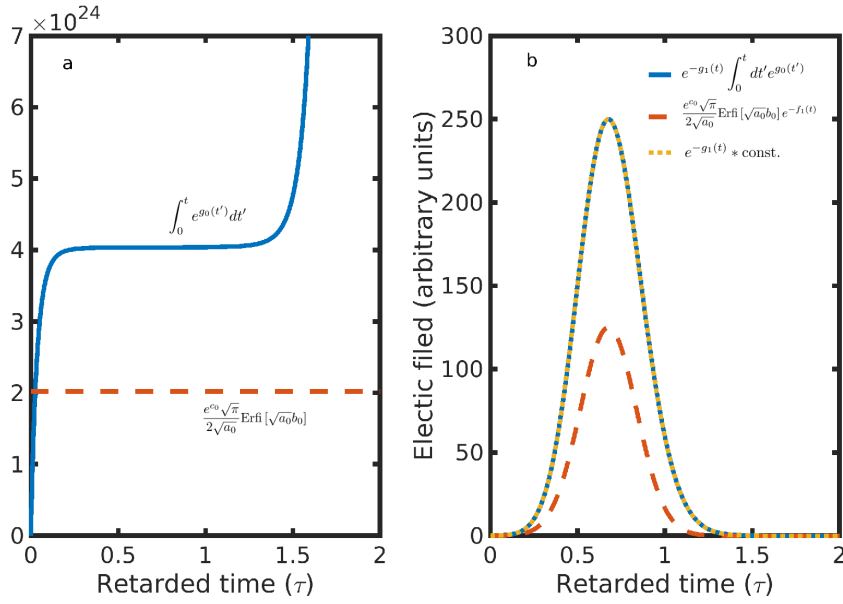 ×10^24
a
7
6
5
4
3
2
1
0
∫_0^t e^{g_0(t')} dt'
\frac{e^{c_0}\sqrt{π}}{2\sqrt{a_0}} Erfi [\sqrt{a_0}b_0]
0 0.5 1 1.5 2
Retarded time (τ)
b
300
250
200
150
100
50
0
Electic filed (arbitrary units)
e^{-g_1(t)} ∫_0^t dt' e^{g_0(t')}
\frac{e^{c_0}\sqrt{π}}{2\sqrt{a_0}} Erfi [\sqrt{a_0}b_0] e^{-f_1(t)}
e^{-g_1(t)} * const.
0 0.5 1 1.5 2
Retarded time (τ)